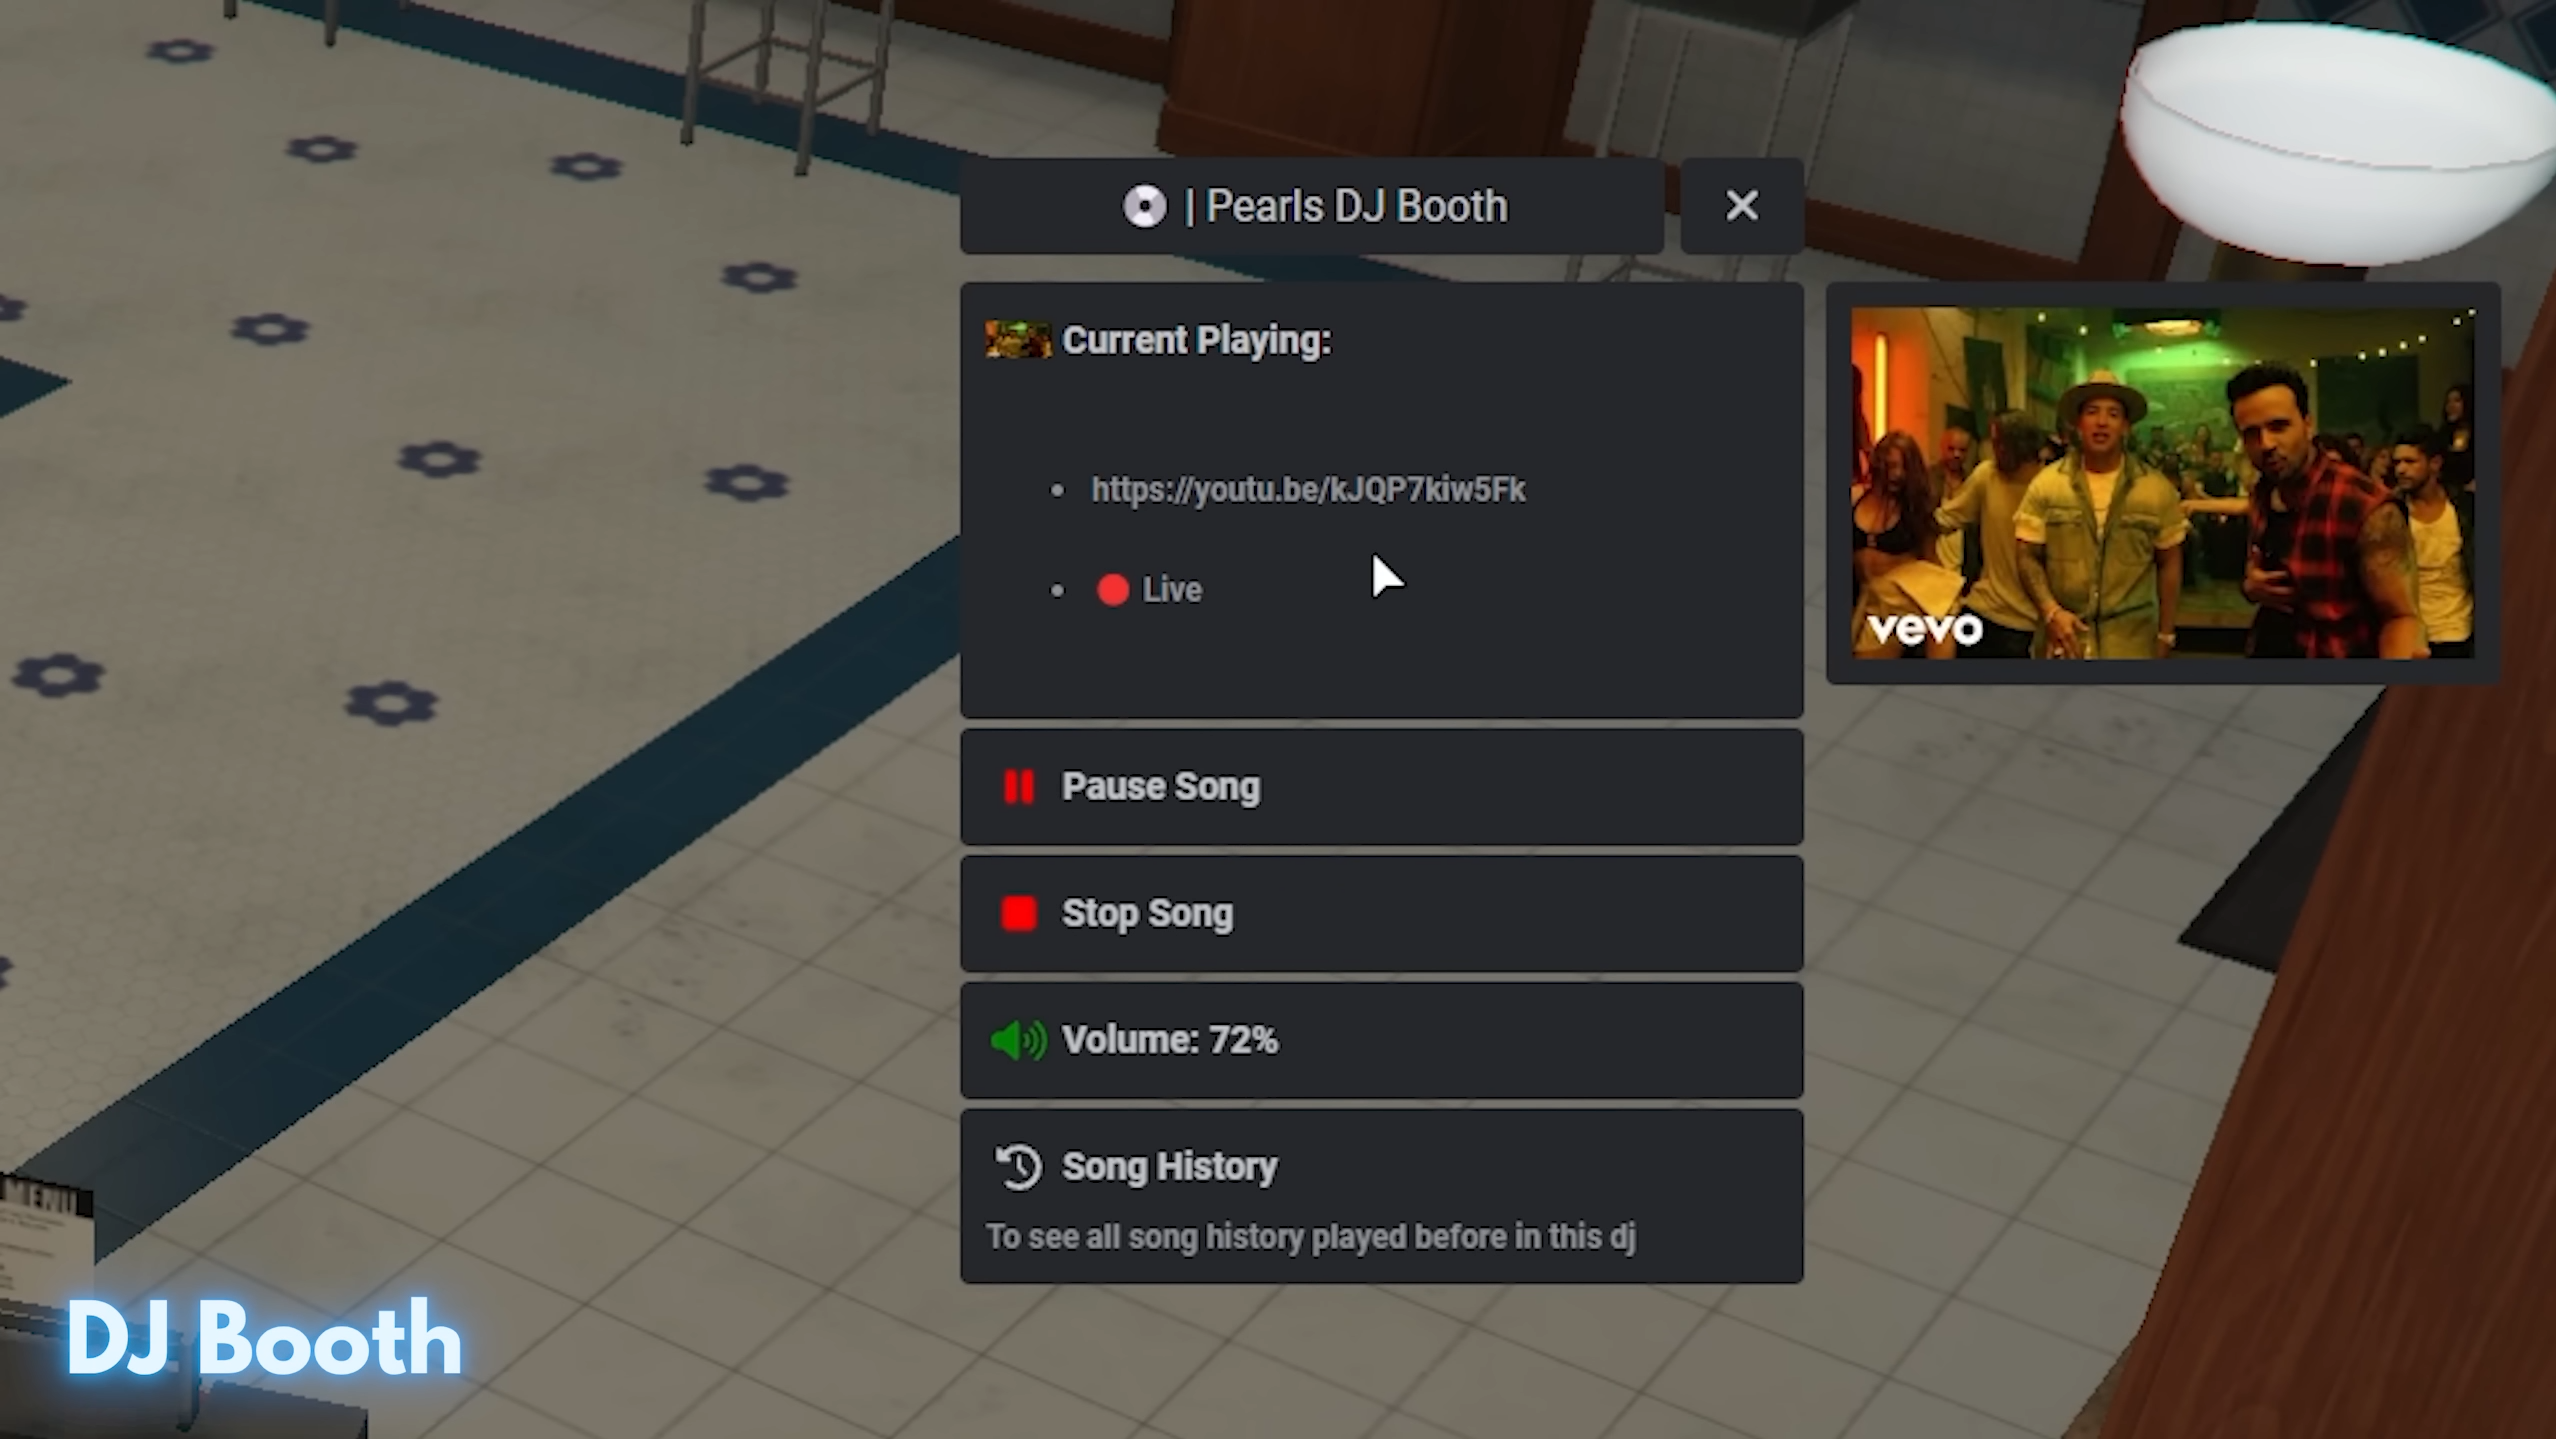 | Pearls DJ Booth
Current Playing:
https://youtu.be/kJQP7kiw5Fk
Live
vevo
Pause Song
Stop Song
Volume: 72%
Song History
To see all song history played before in this dj
MENU
DJ Booth